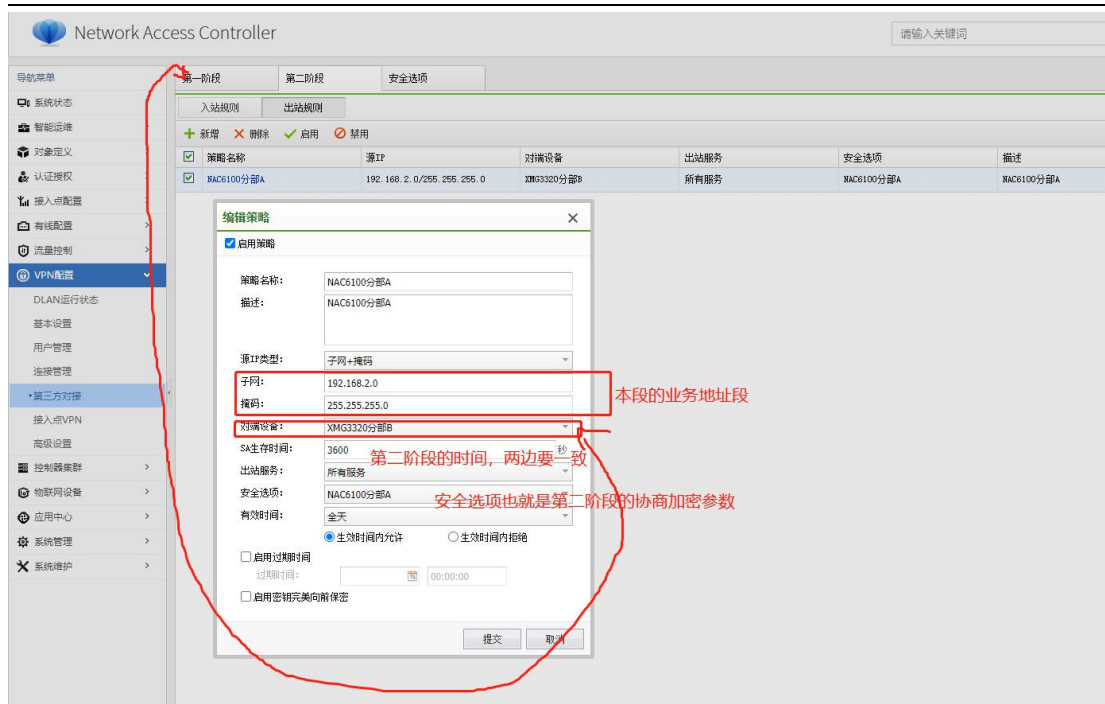 Network Access Controller
请输入关键词
导航菜单
系统状态
智能运维
对象定义
认证授权
接入点配置
有线配置
流量控制
VPN配置
DLAN运行状态
基本设置
用户管理
连接管理
第三方对接
接入点VPN
高级设置
控制器集群
物联网设备
应用中心
系统管理
系统维护
第一阶段 第二阶段 安全选项
入站规则 出站规则
新增 删除 启用 禁用
策略名称 源IP 对端设备 出站服务 安全选项 描述
NAC6100分部A 192.168.2.0/255.255.255.0 XMG3320分部B 所有服务 NAC6100分部A NAC6100分部A
编辑策略
启用策略
策略名称: NAC6100分部A
描述: NAC6100分部A
源IP类型: 子网+掩码
子网: 192.168.2.0
掩码: 255.255.255.0
本段的业务地址段
对端设备: XMG3320分部B
SA生存时间: 3600 秒
第二阶段的时间，两边要一致
出站服务: 所有服务
安全选项: NAC6100分部A
安全选项也就是第二阶段的协商加密参数
有效时间: 全天
生效时间内允许 生效时间内拒绝
启用过期时间
过期时间: 00:00:00
启用密钥完美向前保密
提交 取消